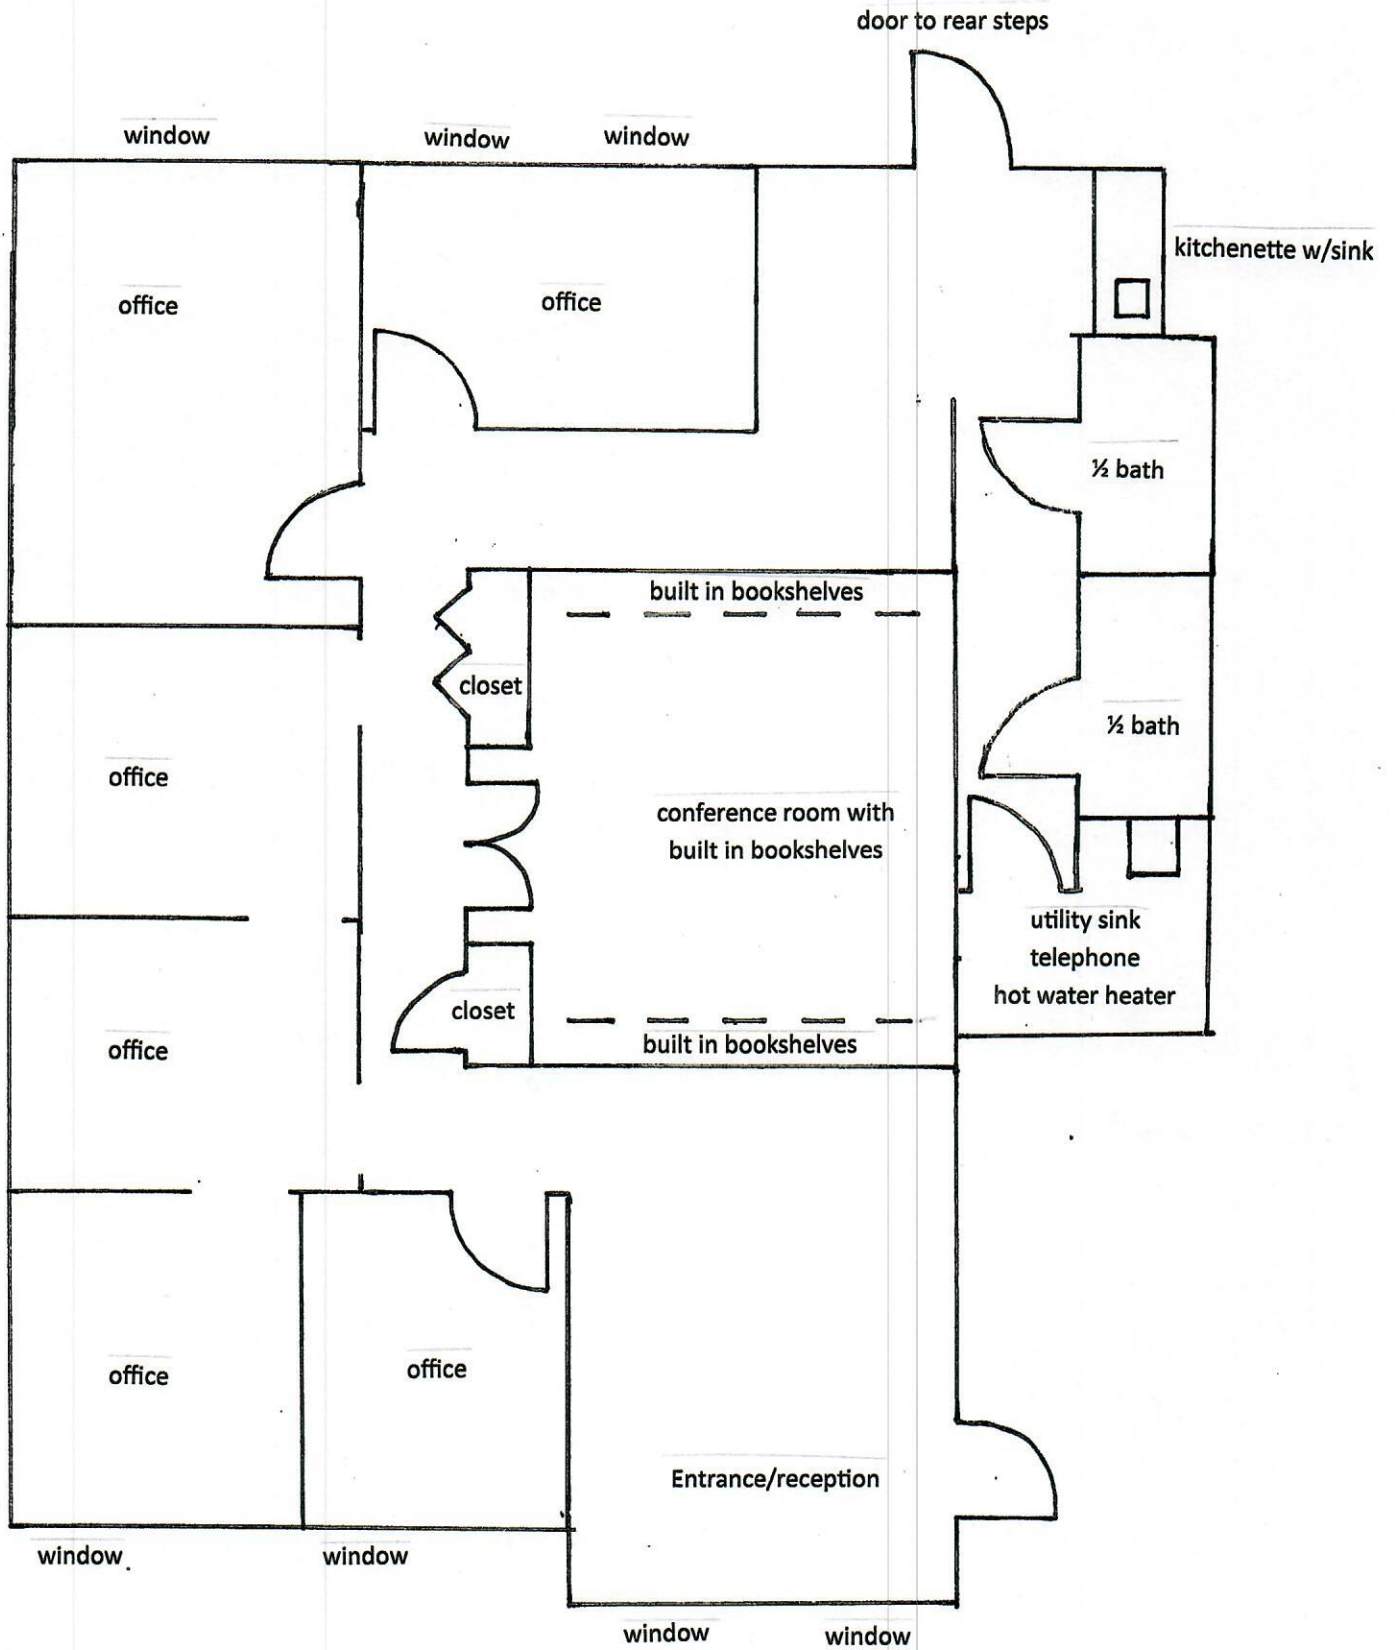 door to rear steps
window
window
window
kitchenette w/sink
office
office
½ bath
built in bookshelves
closet
½ bath
office
conference room with
built in bookshelves
utility sink
telephone
hot water heater
closet
built in bookshelves
office
office
office
Entrance/reception
window
window
window
window